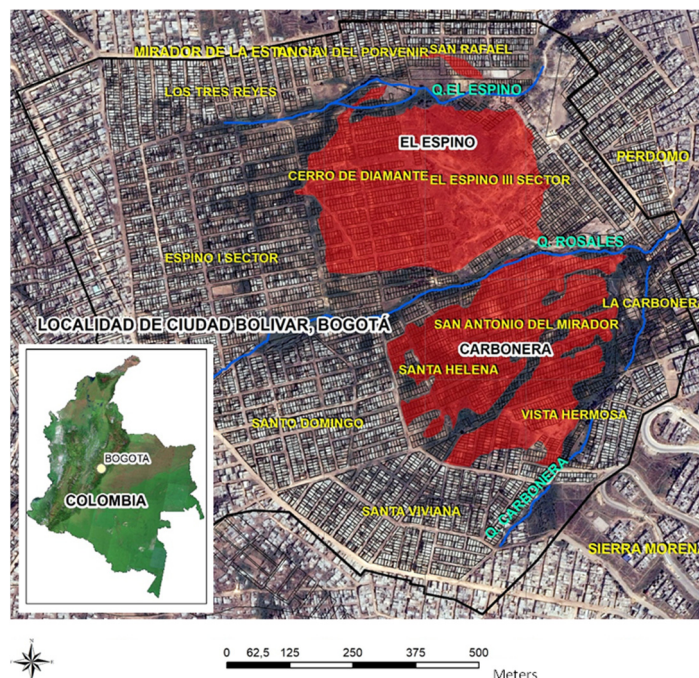 MIRADOR DE LA ESTANCIA
DEL PORVENIR
SAN RAFAEL
LOS TRES REYES
Q.EL ESPINO
EL ESPINO
PERDOMO
CERRO DE DIAMANTE
EL ESPINO III SECTOR
Q. ROSALES
ESPINO I SECTOR
LA CARBONERA
LOCALIDAD DE CIUDAD BOLIVAR, BOGOTÁ
SAN ANTONIO DEL MIRADOR
CARBONERA
SANTA HELENA
SANTO DOMINGO
VISTA HERMOSA
BOGOTA
COLOMBIA
Q. CARBONERA
SANTA VIVIANA
SIERRA MORENA
N
0 62,5 125 250 375 500
Meters